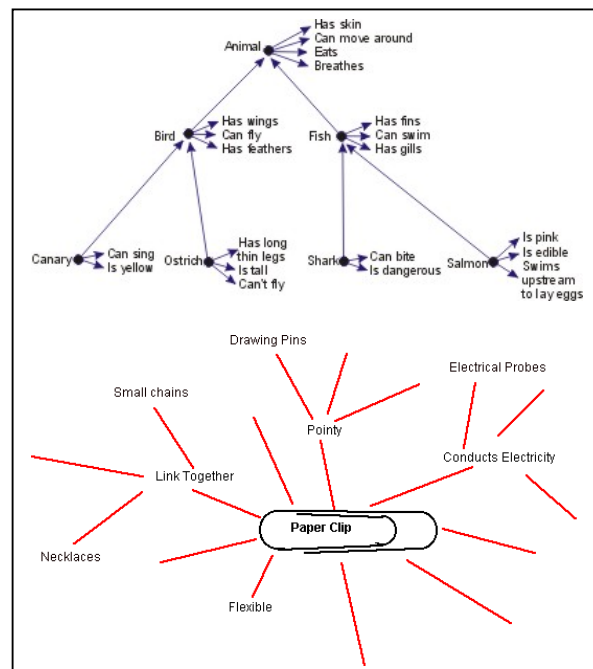 Animal
Has skin
Can move around
Eats
Breathes
Bird
Has wings
Can fly
Has feathers
Fish
Has fins
Can swim
Has gills
Canary
Can sing
Is yellow
Ostrich
Has long
thin legs
Is tall
Can't fly
Shark
Can bite
Is dangerous
Salmon
Is pink
Is edible
Swims
upstream
to lay eggs
Drawing Pins
Electrical Probes
Small chains
Pointy
Conducts Electricity
Link Together
Paper Clip
Necklaces
Flexible